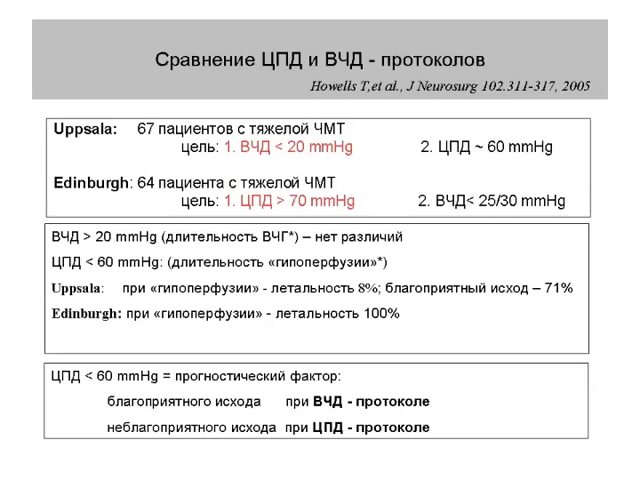 Сравнение ЦПД и ВЧД - протоколов
Howells T,et al., J Neurosurg 102.311-317, 2005
Uppsala: 67 пациентов с тяжелой ЧМТ
цель: 1. ВЧД < 20 mmHg 2. ЦПД ~ 60 mmHg
Edinburgh: 64 пациента с тяжелой ЧМТ
цель: 1. ЦПД > 70 mmHg 2. ВЧД< 25/30 mmHg
ВЧД > 20 mmHg (длительность ВЧГ*) – нет различий
ЦПД < 60 mmHg: (длительность «гипоперфузии»*)
Uppsala: при «гипоперфузии» - летальность 8%; благоприятный исход – 71%
Edinburgh: при «гипоперфузии» - летальность 100%
ЦПД < 60 mmHg = прогностический фактор:
благоприятного исхода при ВЧД - протоколе
неблагоприятного исхода при ЦПД - протоколе